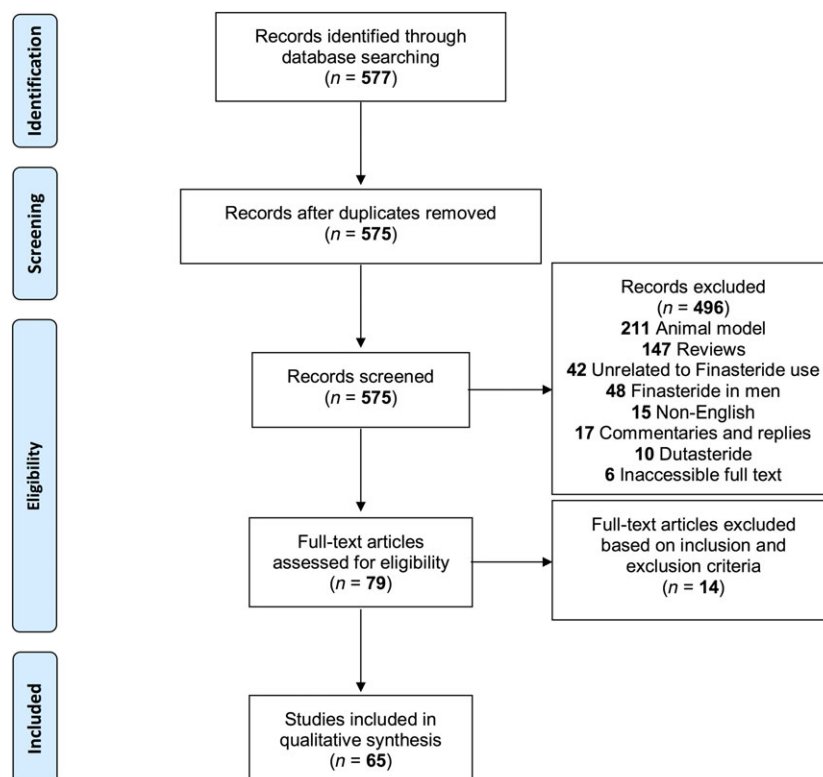 Identification
Records identified through
database searching
(n = 577)
Screening
Records after duplicates removed
(n = 575)
Eligibility
Records screened
(n = 575)
Records excluded
(n = 496)
211 Animal model
147 Reviews
42 Unrelated to Finasteride use
48 Finasteride in men
15 Non-English
17 Commentaries and replies
10 Dutasteride
6 Inaccessible full text
Full-text articles
assessed for eligibility
(n = 79)
Full-text articles excluded
based on inclusion and
exclusion criteria
(n = 14)
Included
Studies included in
qualitative synthesis
(n = 65)